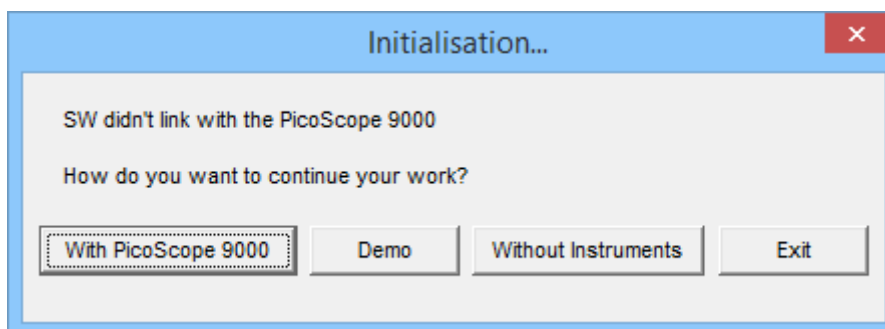 Initialisation...
SW didn't link with the PicoScope 9000
How do you want to continue your work?
With PicoScope 9000 Demo Without Instruments Exit